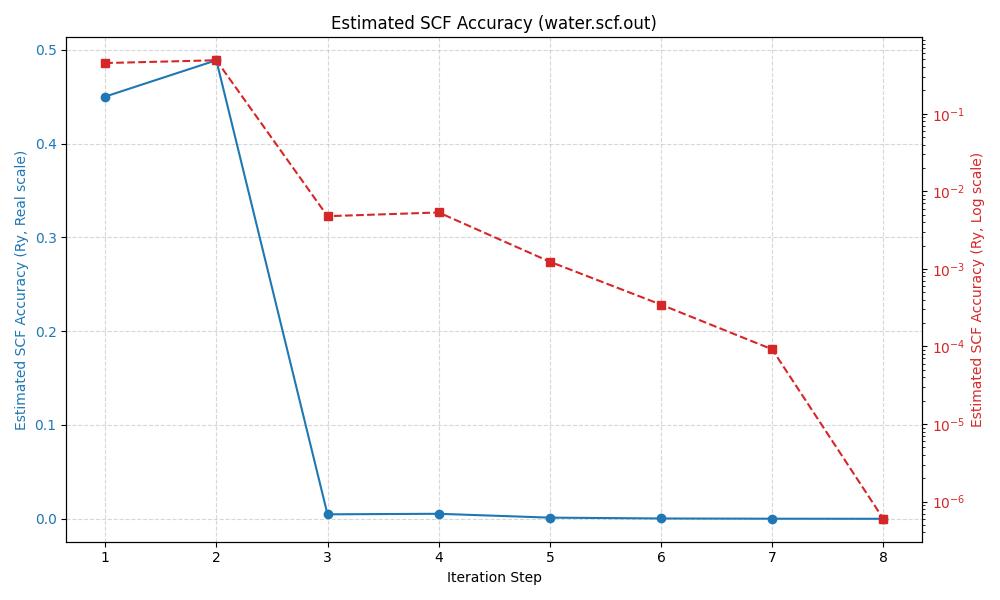 Estimated SCF Accuracy (water.scf.out)
Estimated SCF Accuracy (Ry, Real scale)
0.5
0.4
0.3
0.2
0.1
0.0
1 2 3 4 5 6 7 8
Iteration Step
10⁻¹
10⁻²
10⁻³
10⁻⁴
10⁻⁵
10⁻⁶
Estimated SCF Accuracy (Ry, Log scale)